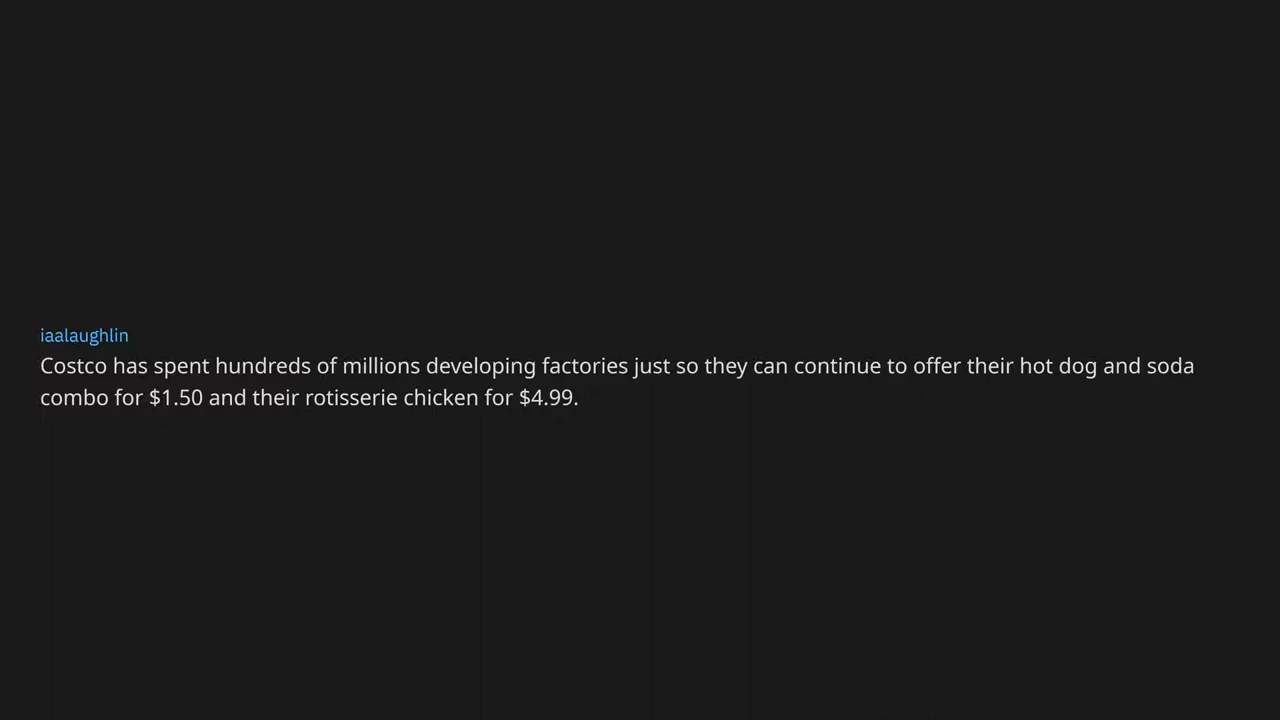 iaalaughlin
Costco has spent hundreds of millions developing factories just so they can continue to offer their hot dog and soda
combo for $1.50 and their rotisserie chicken for $4.99.